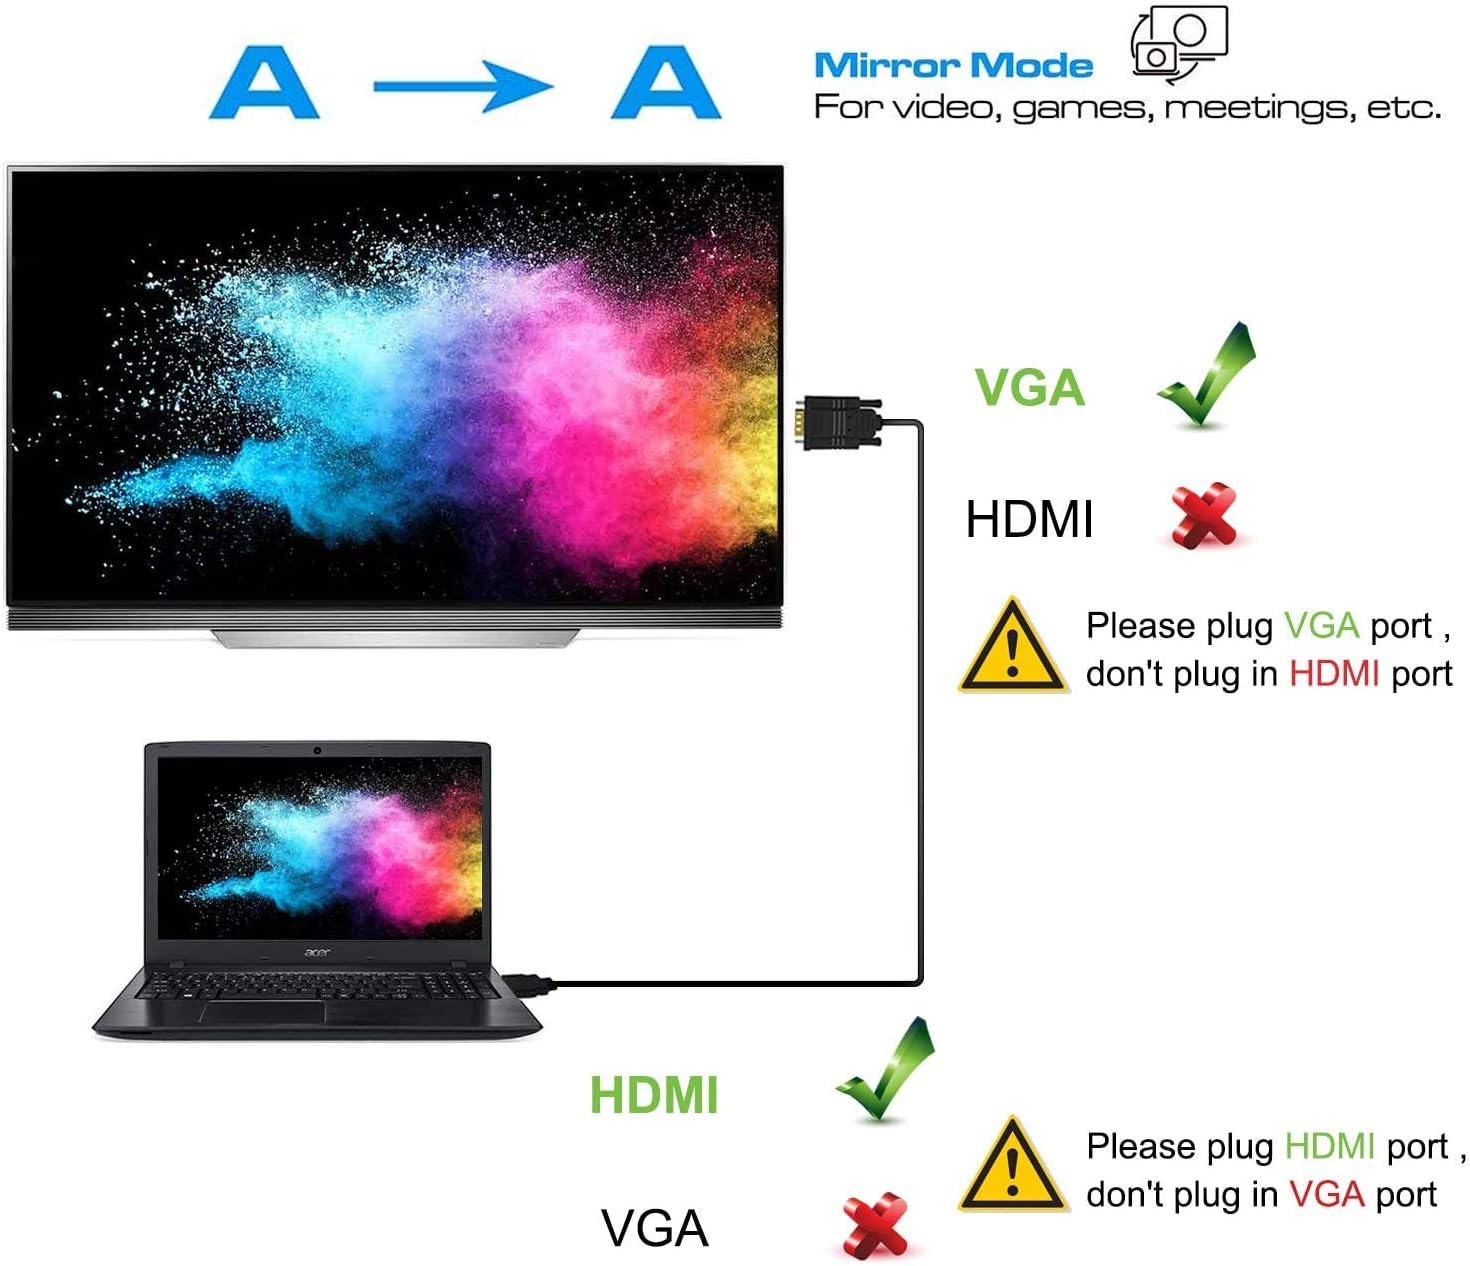 A → A
Mirror Mode
For video, games, meetings, etc.
VGA
HDMI
Please plug VGA port ,
don't plug in HDMI port
acer
HDMI
VGA
Please plug HDMI port ,
don't plug in VGA port